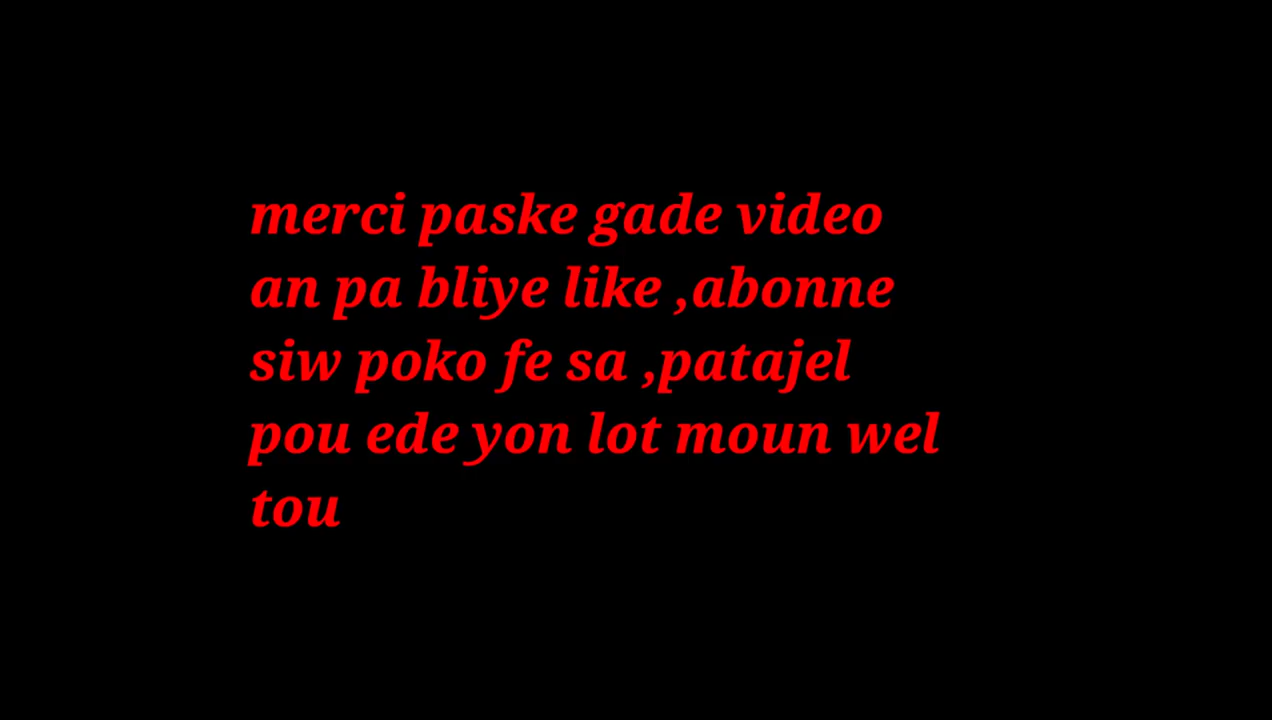 merci paske gade video
an pa bliye like ,abonne
siw poko fe sa ,patajel
pou ede yon lot moun wel
tou